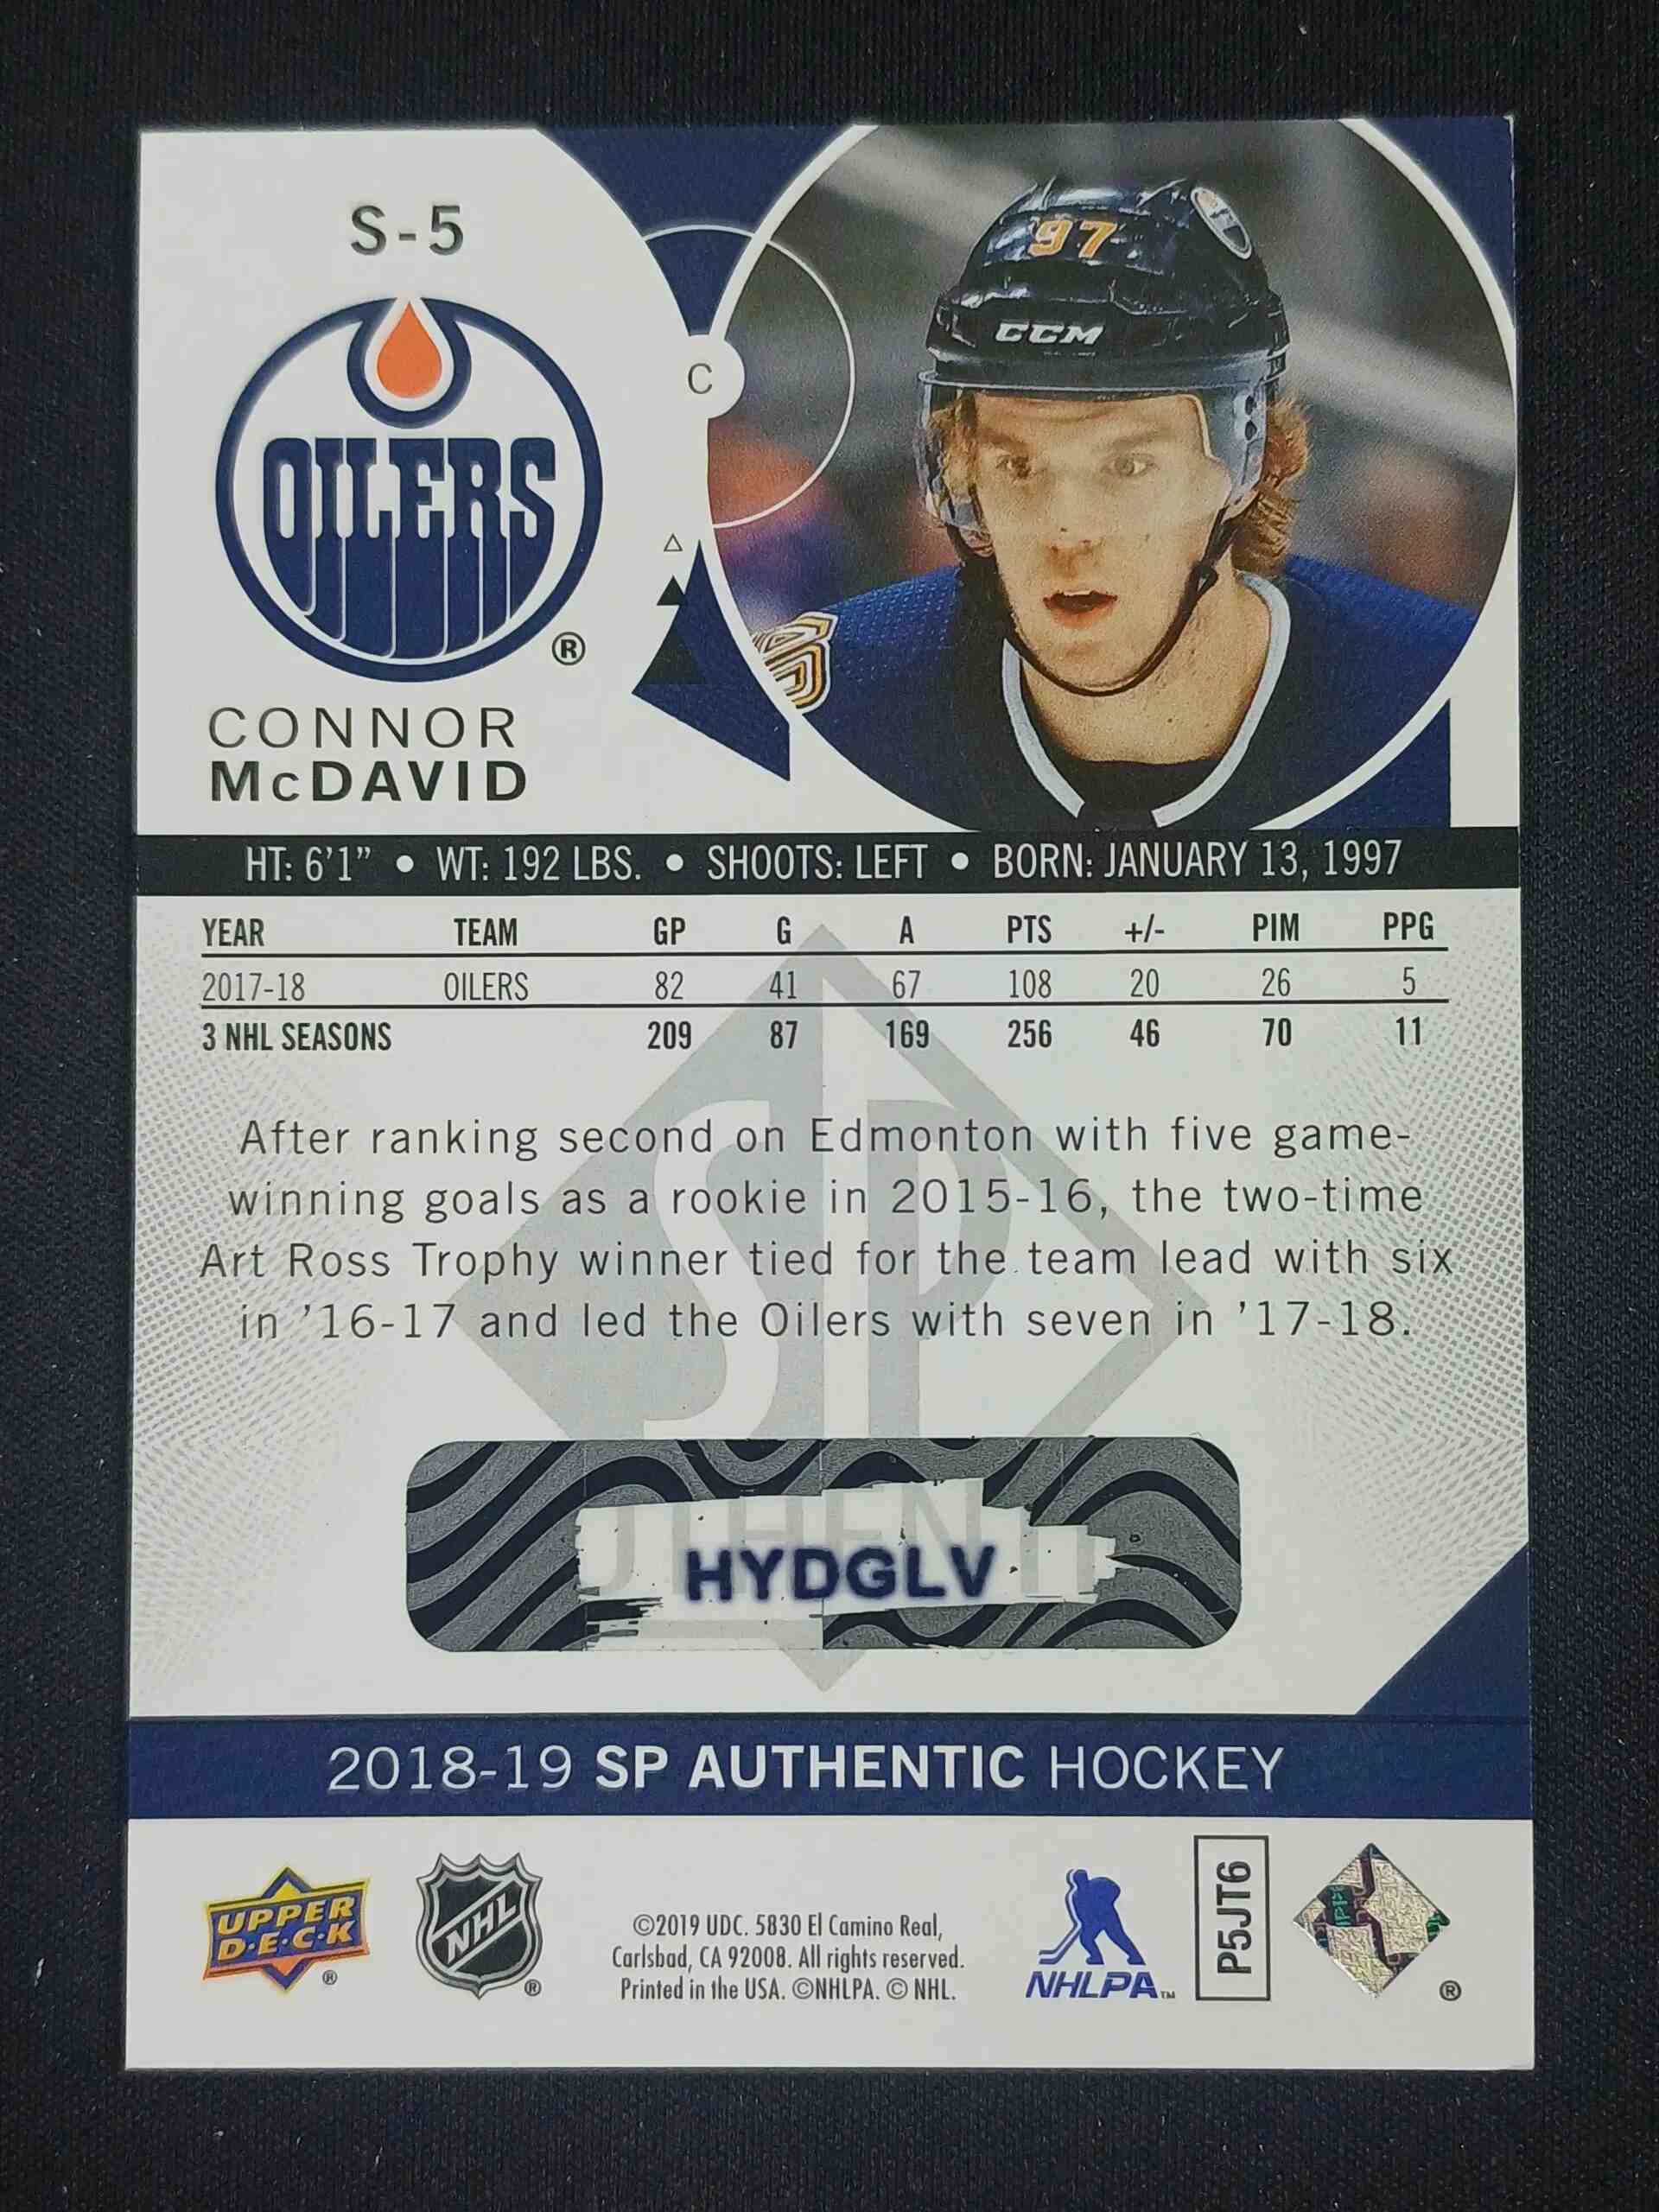 S-5
OILERS
®
CONNOR
McDAVID
C
97
CCM
HT: 6'1" • WT: 192 LBS. • SHOOTS: LEFT • BORN: JANUARY 13, 1997
YEAR TEAM GP G A PTS +/- PIM PPG
2017-18 OILERS 82 41 67 108 20 26 5
3 NHL SEASONS 209 87 169 256 46 70 11
After ranking second on Edmonton with five game-
winning goals as a rookie in 2015-16, the two-time
Art Ross Trophy winner tied for the team lead with six
in '16-17 and led the Oilers with seven in '17-18.
SP
HYDGLV
2018-19 SP AUTHENTIC HOCKEY
UPPER
D·E·C·K
®
NHL
®
©2019 UDC. 5830 El Camino Real,
Carlsbad, CA 92008. All rights reserved.
Printed in the USA. ©NHLPA. © NHL.
NHLPA™
P5JT6
®